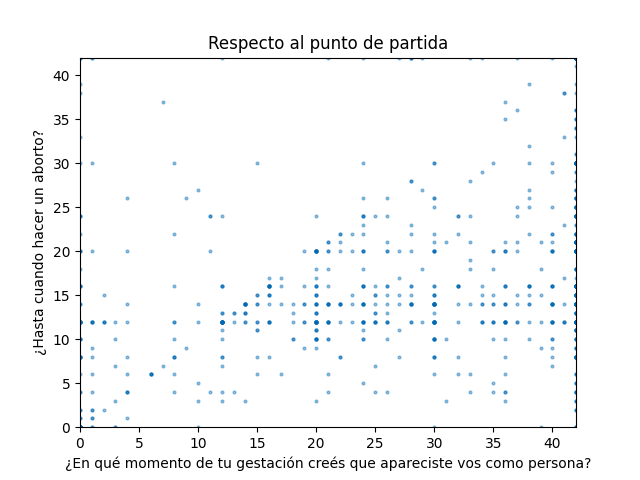 Respecto al punto de partida
¿Hasta cuando hacer un aborto?
40
35
30
25
20
15
10
5
0
0 5 10 15 20 25 30 35 40
¿En qué momento de tu gestación creés que apareciste vos como persona?